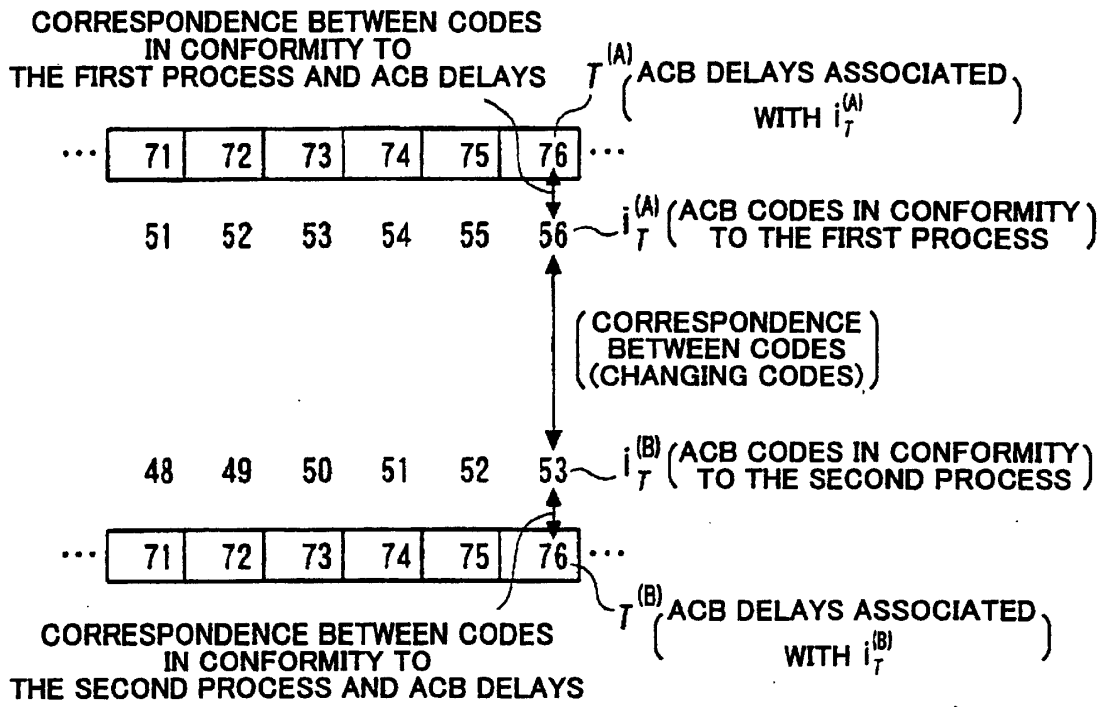 CORRESPONDENCE BETWEEN CODES
IN CONFORMITY TO
THE FIRST PROCESS AND ACB DELAYS
T(A) (ACB DELAYS ASSOCIATED
WITH iT(A))
... 71 72 73 74 75 76 ...
51 52 53 54 55 56
iT(A) (ACB CODES IN CONFORMITY
TO THE FIRST PROCESS)
(CORRESPONDENCE
BETWEEN CODES
(CHANGING CODES))
48 49 50 51 52 53
iT(B) (ACB CODES IN CONFORMITY
TO THE SECOND PROCESS)
... 71 72 73 74 75 76 ...
T(B) (ACB DELAYS ASSOCIATED
WITH iT(B))
CORRESPONDENCE BETWEEN CODES
IN CONFORMITY TO
THE SECOND PROCESS AND ACB DELAYS